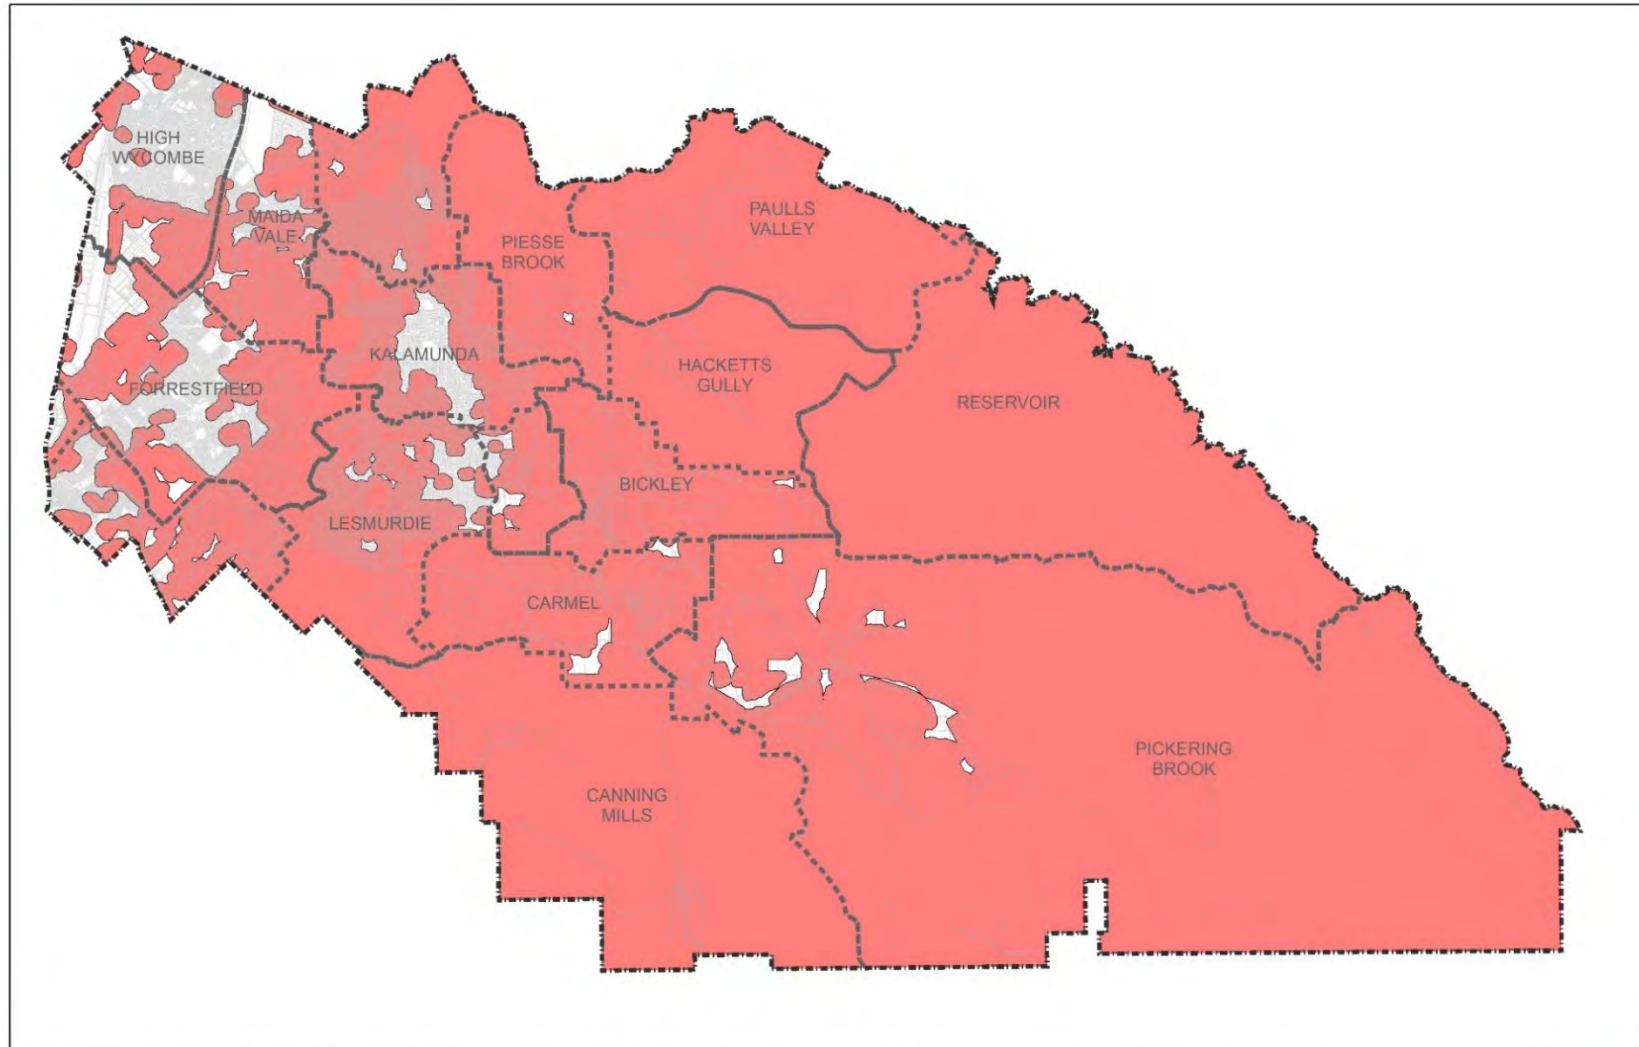 HIGH
WYCOMBE
MAIDA
VALE
PIESSE
BROOK
PAULLS
VALLEY
KALAMUNDA
HACKETTS
GULLY
FORRESTFIELD
RESERVOIR
BICKLEY
LESMURDIE
CARMEL
PICKERING
BROOK
CANNING
MILLS